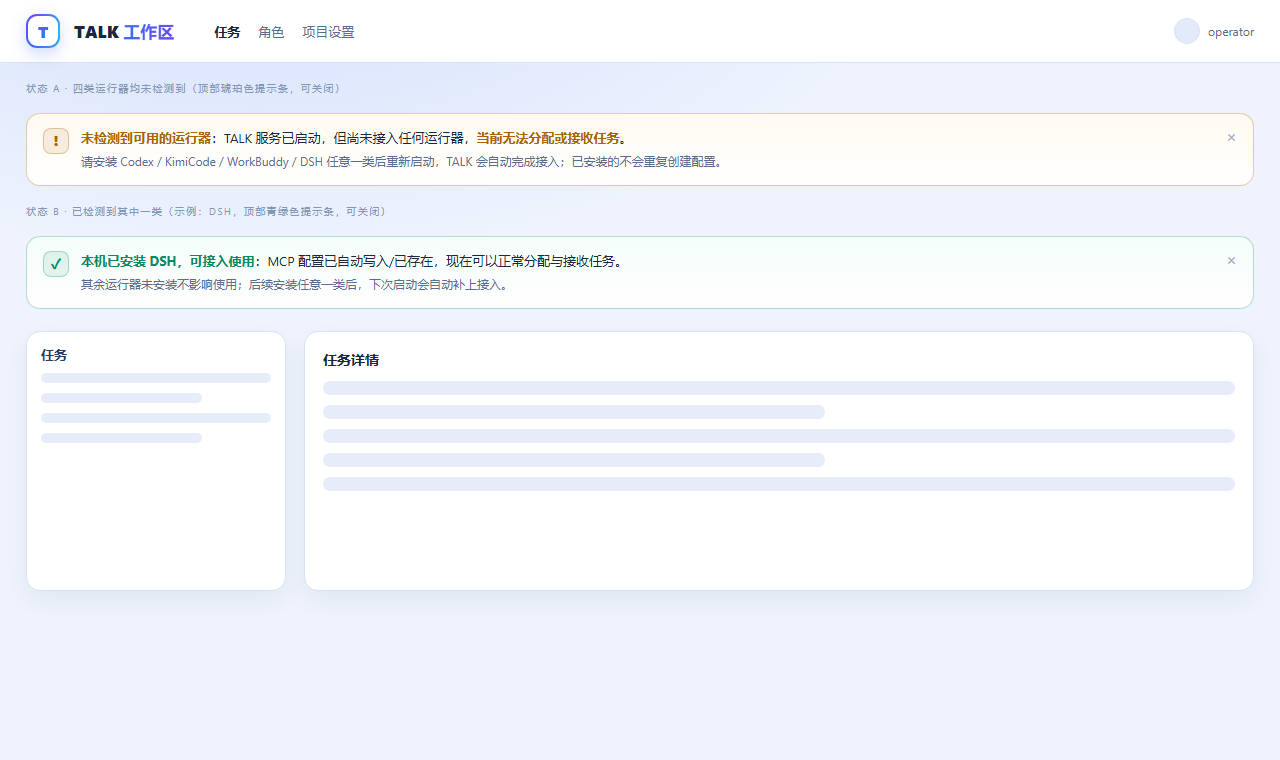 T TALK 工作区 任务 角色 项目设置 operator
状态 A · 四类运行器均未检测到（顶部琥珀色提示条，可关闭）
! 未检测到可用的运行器：TALK 服务已启动，但尚未接入任何运行器，当前无法分配或接收任务。 ×
请安装 Codex / KimiCode / WorkBuddy / DSH 任意一类后重新启动，TALK 会自动完成接入；已安装的不会重复创建配置。
状态 B · 已检测到其中一类（示例：DSH，顶部青绿色提示条，可关闭）
✓ 本机已安装 DSH，可接入使用：MCP 配置已自动写入/已存在，现在可以正常分配与接收任务。 ×
其余运行器未安装不影响使用；后续安装任意一类后，下次启动会自动补上接入。
任务
任务详情